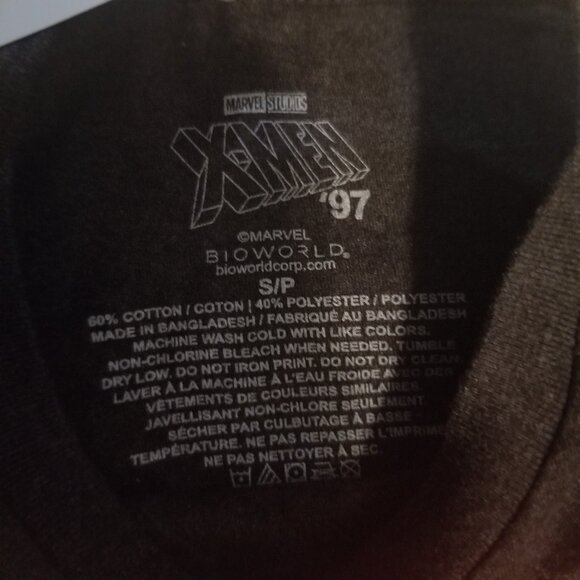 MARVEL STUDIOS
X-MEN
'97
©MARVEL
BIOWORLD®
bioworldcorp.com
S/P
60% COTTON / COTON | 40% POLYESTER / POLYESTER
MADE IN BANGLADESH / FABRIQUÉ AU BANGLADESH
MACHINE WASH COLD WITH LIKE COLORS.
NON-CHLORINE BLEACH WHEN NEEDED. TUMBLE
DRY LOW. DO NOT IRON PRINT. DO NOT DRY CLEAN.
LAVER À LA MACHINE À L'EAU FROIDE AVEC DES
VÊTEMENTS DE COULEURS SIMILAIRES.
JAVELLISANT NON-CHLORE SEULEMENT.
SÉCHER PAR CULBUTAGE À BASSE
TEMPÉRATURE. NE PAS REPASSER L'IMPRIMÉ
NE PAS NETTOYER À SEC